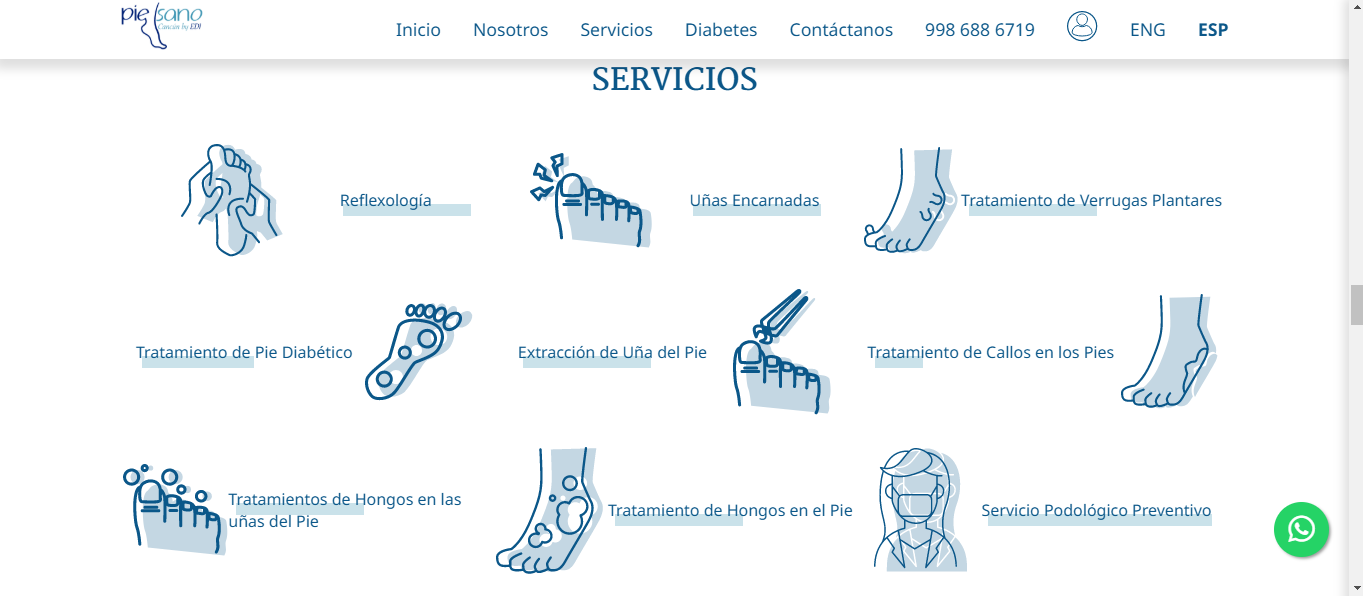 pie sano
Cancún by EDI
Inicio
Nosotros
Servicios
Diabetes
Contáctanos
998 688 6719
ENG
ESP
SERVICIOS
Reflexología
Uñas Encarnadas
Tratamiento de Verrugas Plantares
Tratamiento de Pie Diabético
Extracción de Uña del Pie
Tratamiento de Callos en los Pies
Tratamientos de Hongos en las
uñas del Pie
Tratamiento de Hongos en el Pie
Servicio Podológico Preventivo